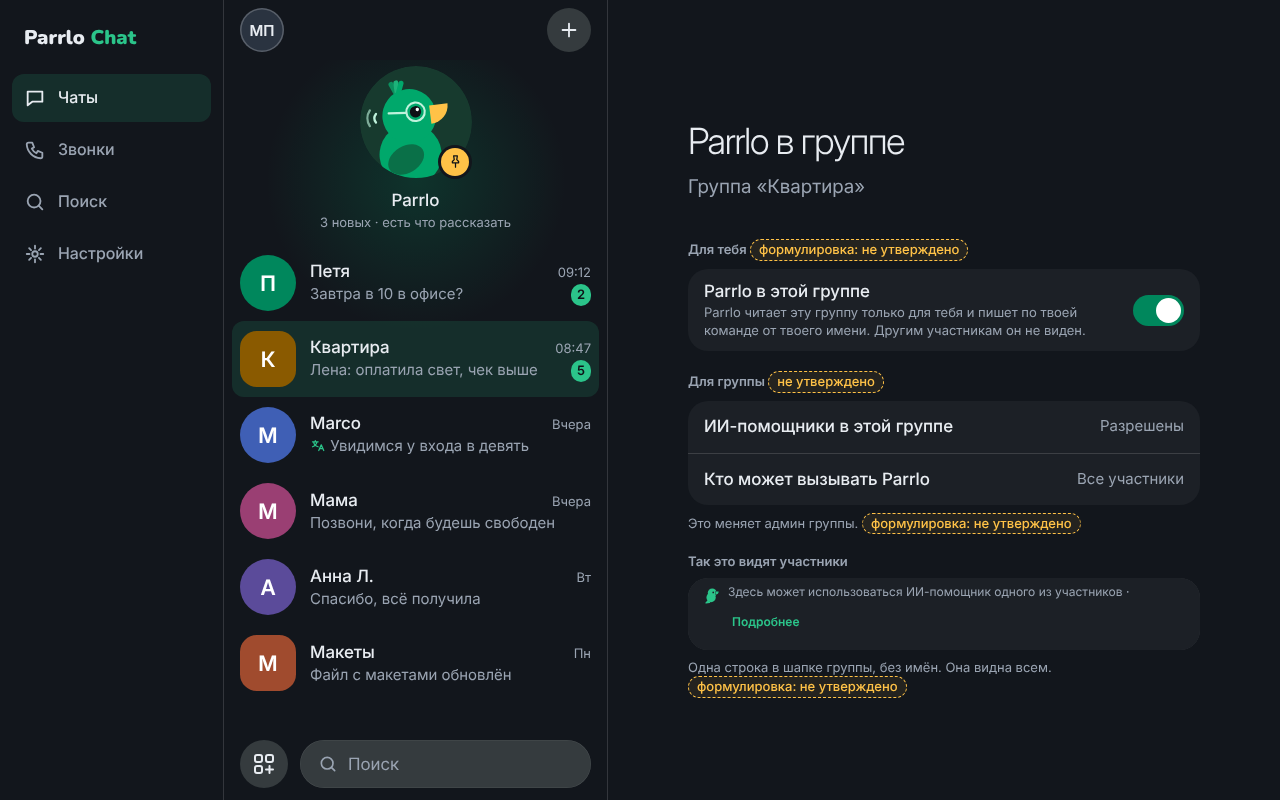 Parrlo Chat
Чаты
Звонки
Поиск
Настройки
МП
Parrlo
3 новых · есть что рассказать
П
Петя
09:12
Завтра в 10 в офисе?
2
К
Квартира
08:47
Лена: оплатила свет, чек выше
5
M
Marco
Вчера
Увидимся у входа в девять
М
Мама
Вчера
Позвони, когда будешь свободен
А
Анна Л.
Вт
Спасибо, всё получила
М
Макеты
Пн
Файл с макетами обновлён
Поиск
Parrlo в группе
Группа «Квартира»
Для тебя формулировка: не утверждено
Parrlo в этой группе
Parrlo читает эту группу только для тебя и пишет по твоей
команде от твоего имени. Другим участникам он не виден.
Для группы не утверждено
ИИ-помощники в этой группе
Разрешены
Кто может вызывать Parrlo
Все участники
Это меняет админ группы. формулировка: не утверждено
Так это видят участники
Здесь может использоваться ИИ-помощник одного из участников ·
Подробнее
Одна строка в шапке группы, без имён. Она видна всем.
формулировка: не утверждено